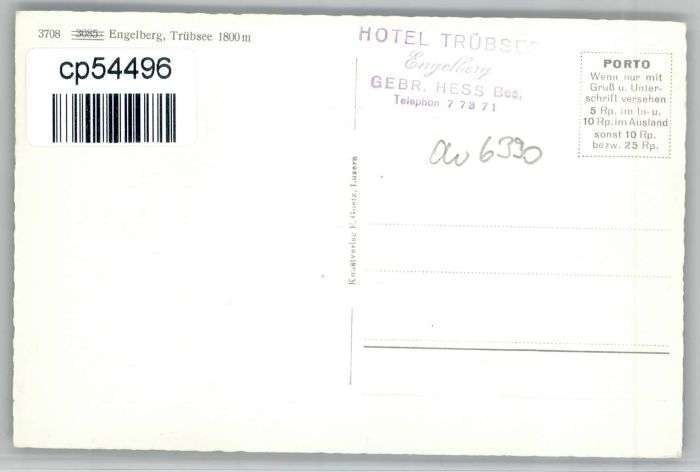 3708 3085 Engelberg, Trübsee 1800 m
cp54496
HOTEL TRÜBSEE
Engelberg
GEBR. HESS Bes.
Telephon 7 73 71
PORTO
Wenn nur mit
Gruß u. Unter-
schrift versehen
5 Rp. im In- u.
10 Rp. im Ausland
sonst 10 Rp.
bezw. 25 Rp.
6390
Kunstverlag E. Goetz, Luzern